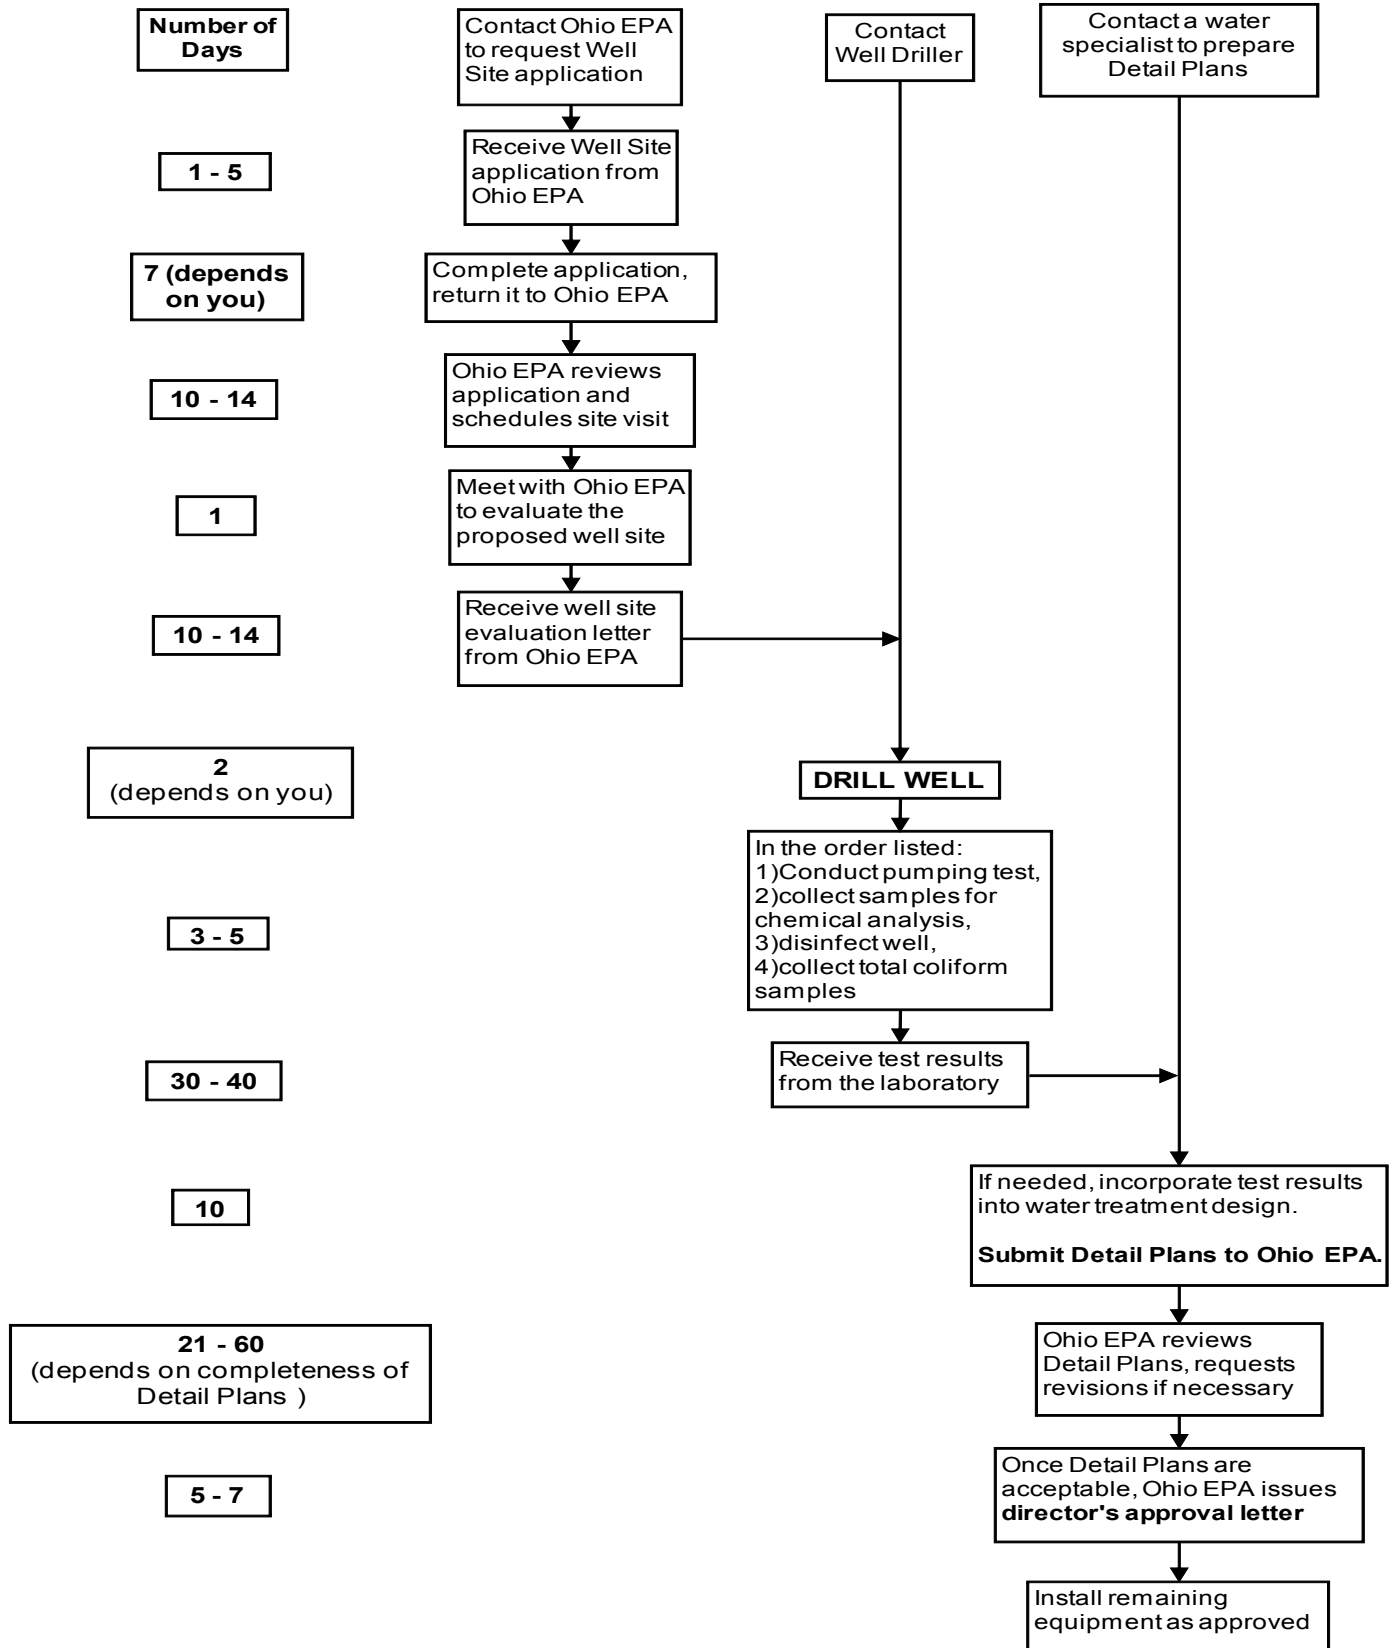 Number of
Days
Contact Ohio EPA
to request Well
Site application
Contact
Well Driller
Contact a water
specialist to prepare
Detail Plans
1 - 5
Receive Well Site
application from
Ohio EPA
7 (depends
on you)
Complete application,
return it to Ohio EPA
10 - 14
Ohio EPA reviews
application and
schedules site visit
1
Meet with Ohio EPA
to evaluate the
proposed well site
10 - 14
Receive well site
evaluation letter
from Ohio EPA
2
(depends on you)
DRILL WELL
3 - 5
In the order listed:
1)Conduct pumping test,
2)collect samples for
chemical analysis,
3)disinfect well,
4)collect total coliform
samples
30 - 40
Receive test results
from the laboratory
10
If needed, incorporate test results
into water treatment design.
Submit Detail Plans to Ohio EPA.
21 - 60
(depends on completeness of
Detail Plans )
Ohio EPA reviews
Detail Plans, requests
revisions if necessary
5 - 7
Once Detail Plans are
acceptable, Ohio EPA issues
director's approval letter
Install remaining
equipment as approved